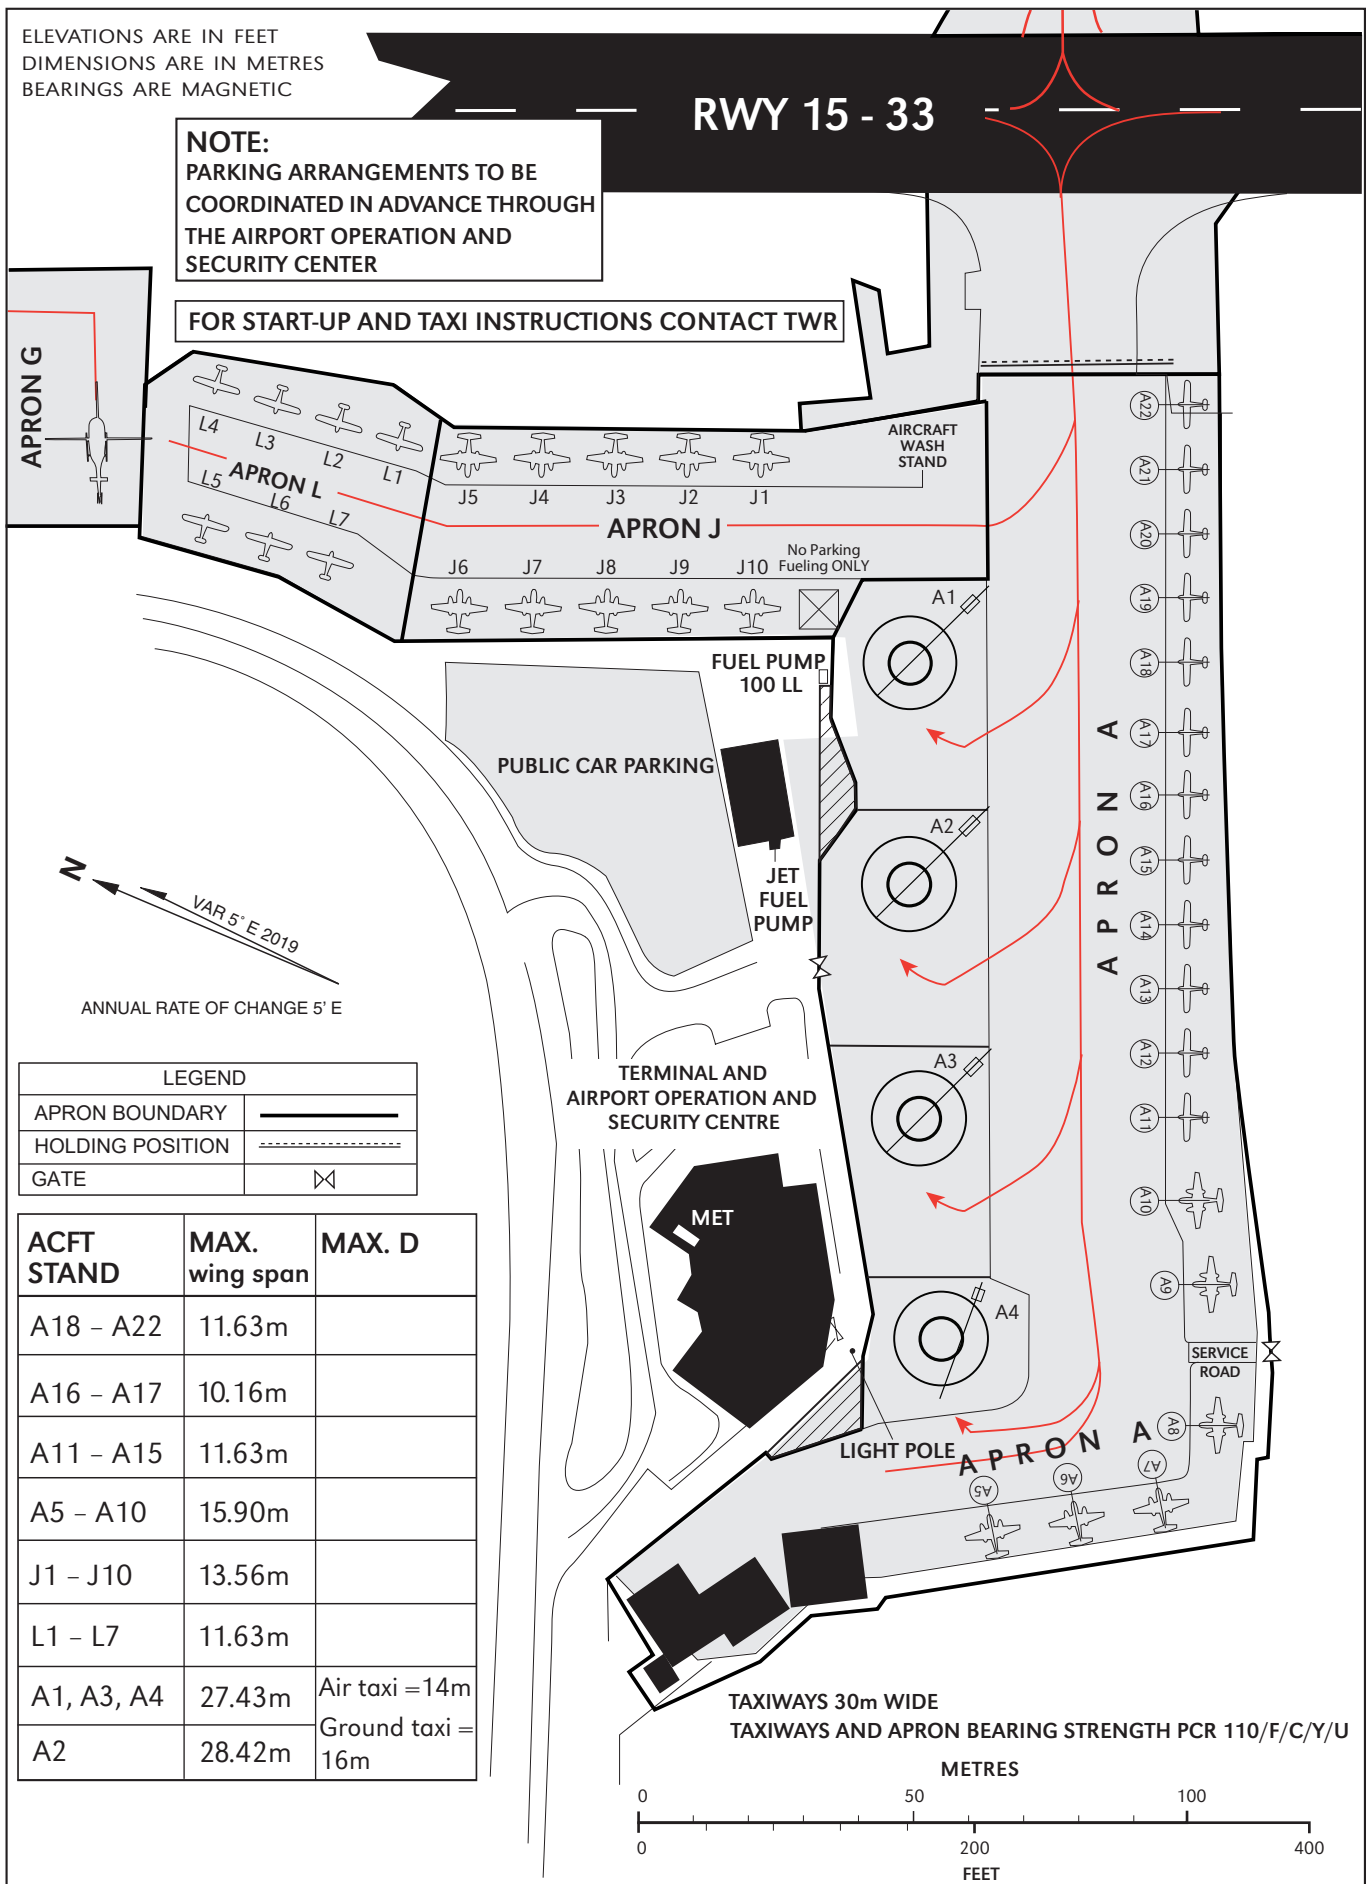 ELEVATIONS ARE IN FEET
DIMENSIONS ARE IN METRES
BEARINGS ARE MAGNETIC
RWY 15 - 33
NOTE:
PARKING ARRANGEMENTS TO BE
COORDINATED IN ADVANCE THROUGH
THE AIRPORT OPERATION AND
SECURITY CENTER
FOR START-UP AND TAXI INSTRUCTIONS CONTACT TWR
APRON G
L4
L3
L2
L1
APRON L
L5
L6
L7
J5
J4
J3
J2
J1
AIRCRAFT
WASH
STAND
APRON J
J6
J7
J8
J9
J10
No Parking
Fueling ONLY
A22
A21
A20
A19
A18
A17
A16
A15
A14
A13
A12
A11
A10
A9
A8
A7
A6
A5
A1
A2
A3
A4
APRON A
APRON A
FUEL PUMP
100 LL
PUBLIC CAR PARKING
JET
FUEL
PUMP
N
VAR 5° E 2019
ANNUAL RATE OF CHANGE 5' E
TERMINAL AND
AIRPORT OPERATION AND
SECURITY CENTRE
MET
LIGHT POLE
SERVICE
ROAD
LEGEND
APRON BOUNDARY
HOLDING POSITION
GATE
ACFT STAND MAX. wing span MAX. D
A18 – A22 11.63m
A16 – A17 10.16m
A11 – A15 11.63m
A5 – A10 15.90m
J1 – J10 13.56m
L1 – L7 11.63m
A1, A3, A4 27.43m Air taxi =14m
A2 28.42m Ground taxi =
16m
TAXIWAYS 30m WIDE
TAXIWAYS AND APRON BEARING STRENGTH PCR 110/F/C/Y/U
METRES
0 50 100
0 200 400
FEET